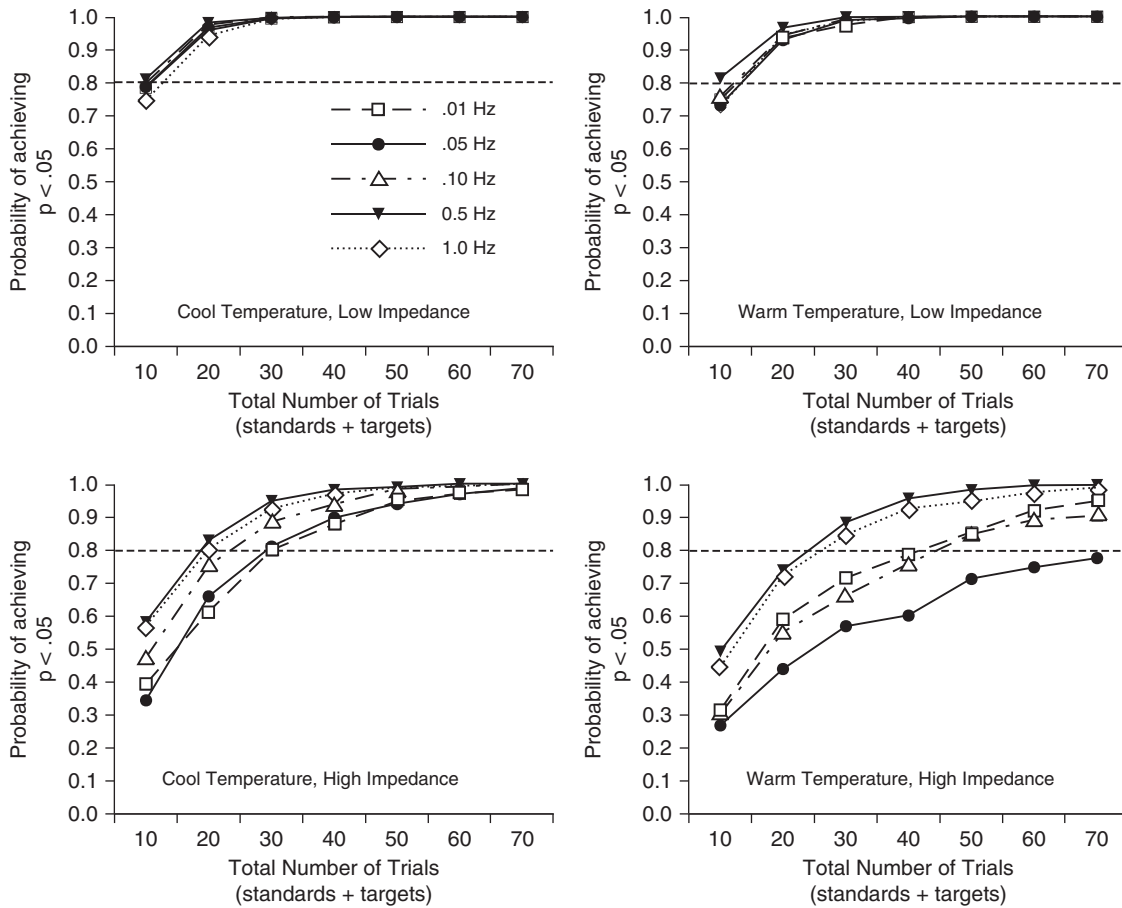 1.0
0.9
0.8
0.7
0.6
0.5
0.4
0.3
0.2
0.1
0.0
Probability of achieving
p < .05
.01 Hz
.05 Hz
.10 Hz
0.5 Hz
1.0 Hz
Cool Temperature, Low Impedance
10 20 30 40 50 60 70
Total Number of Trials
(standards + targets)
1.0
0.9
0.8
0.7
0.6
0.5
0.4
0.3
0.2
0.1
0.0
Probability of achieving
p < .05
Warm Temperature, Low Impedance
10 20 30 40 50 60 70
Total Number of Trials
(standards + targets)
1.0
0.9
0.8
0.7
0.6
0.5
0.4
0.3
0.2
0.1
0.0
Probability of achieving
p < .05
Cool Temperature, High Impedance
10 20 30 40 50 60 70
Total Number of Trials
(standards + targets)
1.0
0.9
0.8
0.7
0.6
0.5
0.4
0.3
0.2
0.1
0.0
Probability of achieving
p < .05
Warm Temperature, High Impedance
10 20 30 40 50 60 70
Total Number of Trials
(standards + targets)